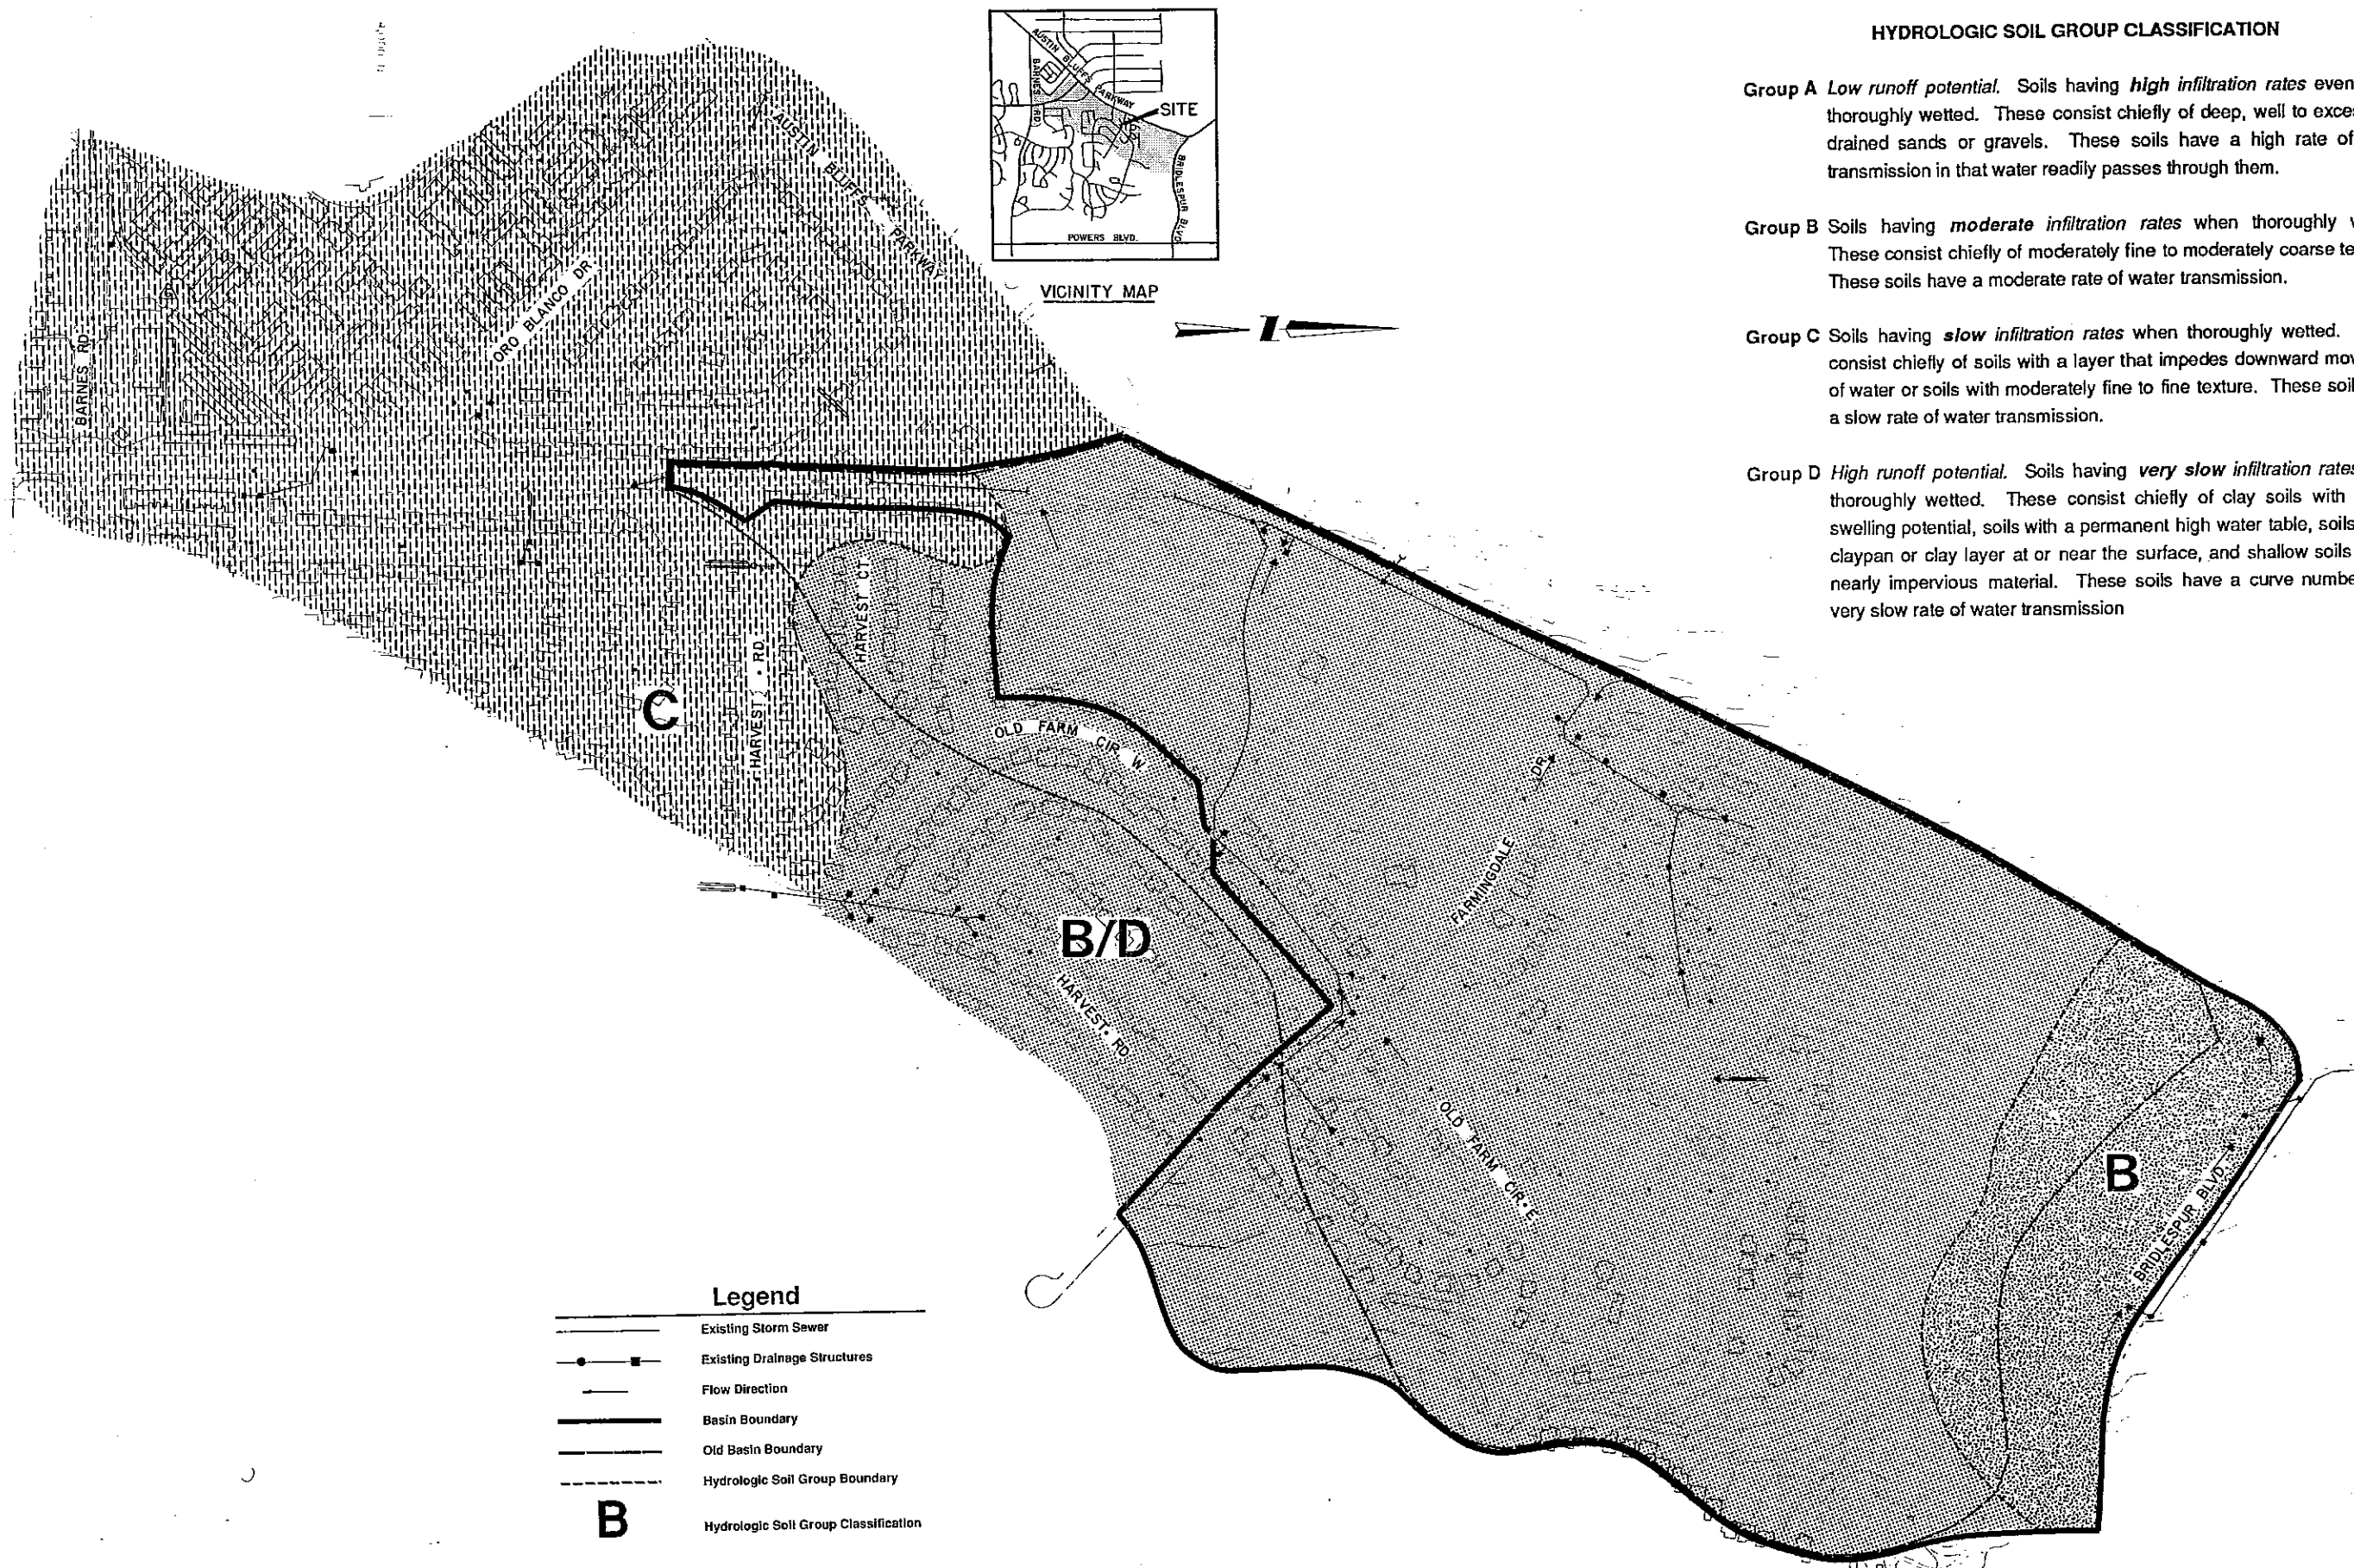 HYDROLOGIC SOIL GROUP CLASSIFICATION
Group A Low runoff potential. Soils having high infiltration rates even
thoroughly wetted. These consist chiefly of deep, well to exces
drained sands or gravels. These soils have a high rate of
transmission in that water readily passes through them.
Group B Soils having moderate infiltration rates when thoroughly w
These consist chiefly of moderately fine to moderately coarse te
These soils have a moderate rate of water transmission.
Group C Soils having slow infiltration rates when thoroughly wetted.
consist chiefly of soils with a layer that impedes downward mov
of water or soils with moderately fine to fine texture. These soil
a slow rate of water transmission.
Group D High runoff potential. Soils having very slow infiltration rates
thoroughly wetted. These consist chiefly of clay soils with
swelling potential, soils with a permanent high water table, soils
claypan or clay layer at or near the surface, and shallow soils
nearly impervious material. These soils have a curve numbe
very slow rate of water transmission
AUSTIN BLUFFS PARKWAY
BARNES RD
SITE
BRIDLESPUR BLVD
POWERS BLVD.
VICINITY MAP
Z
AUSTIN BLUFFS PARKWAY
ORO BLANCO DR.
BARNES RD
HARVEST CT
HARVEST RD
C
OLD FARM CIR W
FARMINGDALE DR.
B/D
HARVEST RD
OLD FARM CIR E
B
BRIDLESPUR BLVD.
Legend
Existing Storm Sewer
Existing Drainage Structures
Flow Direction
Basin Boundary
Old Basin Boundary
Hydrologic Soil Group Boundary
B Hydrologic Soil Group Classification